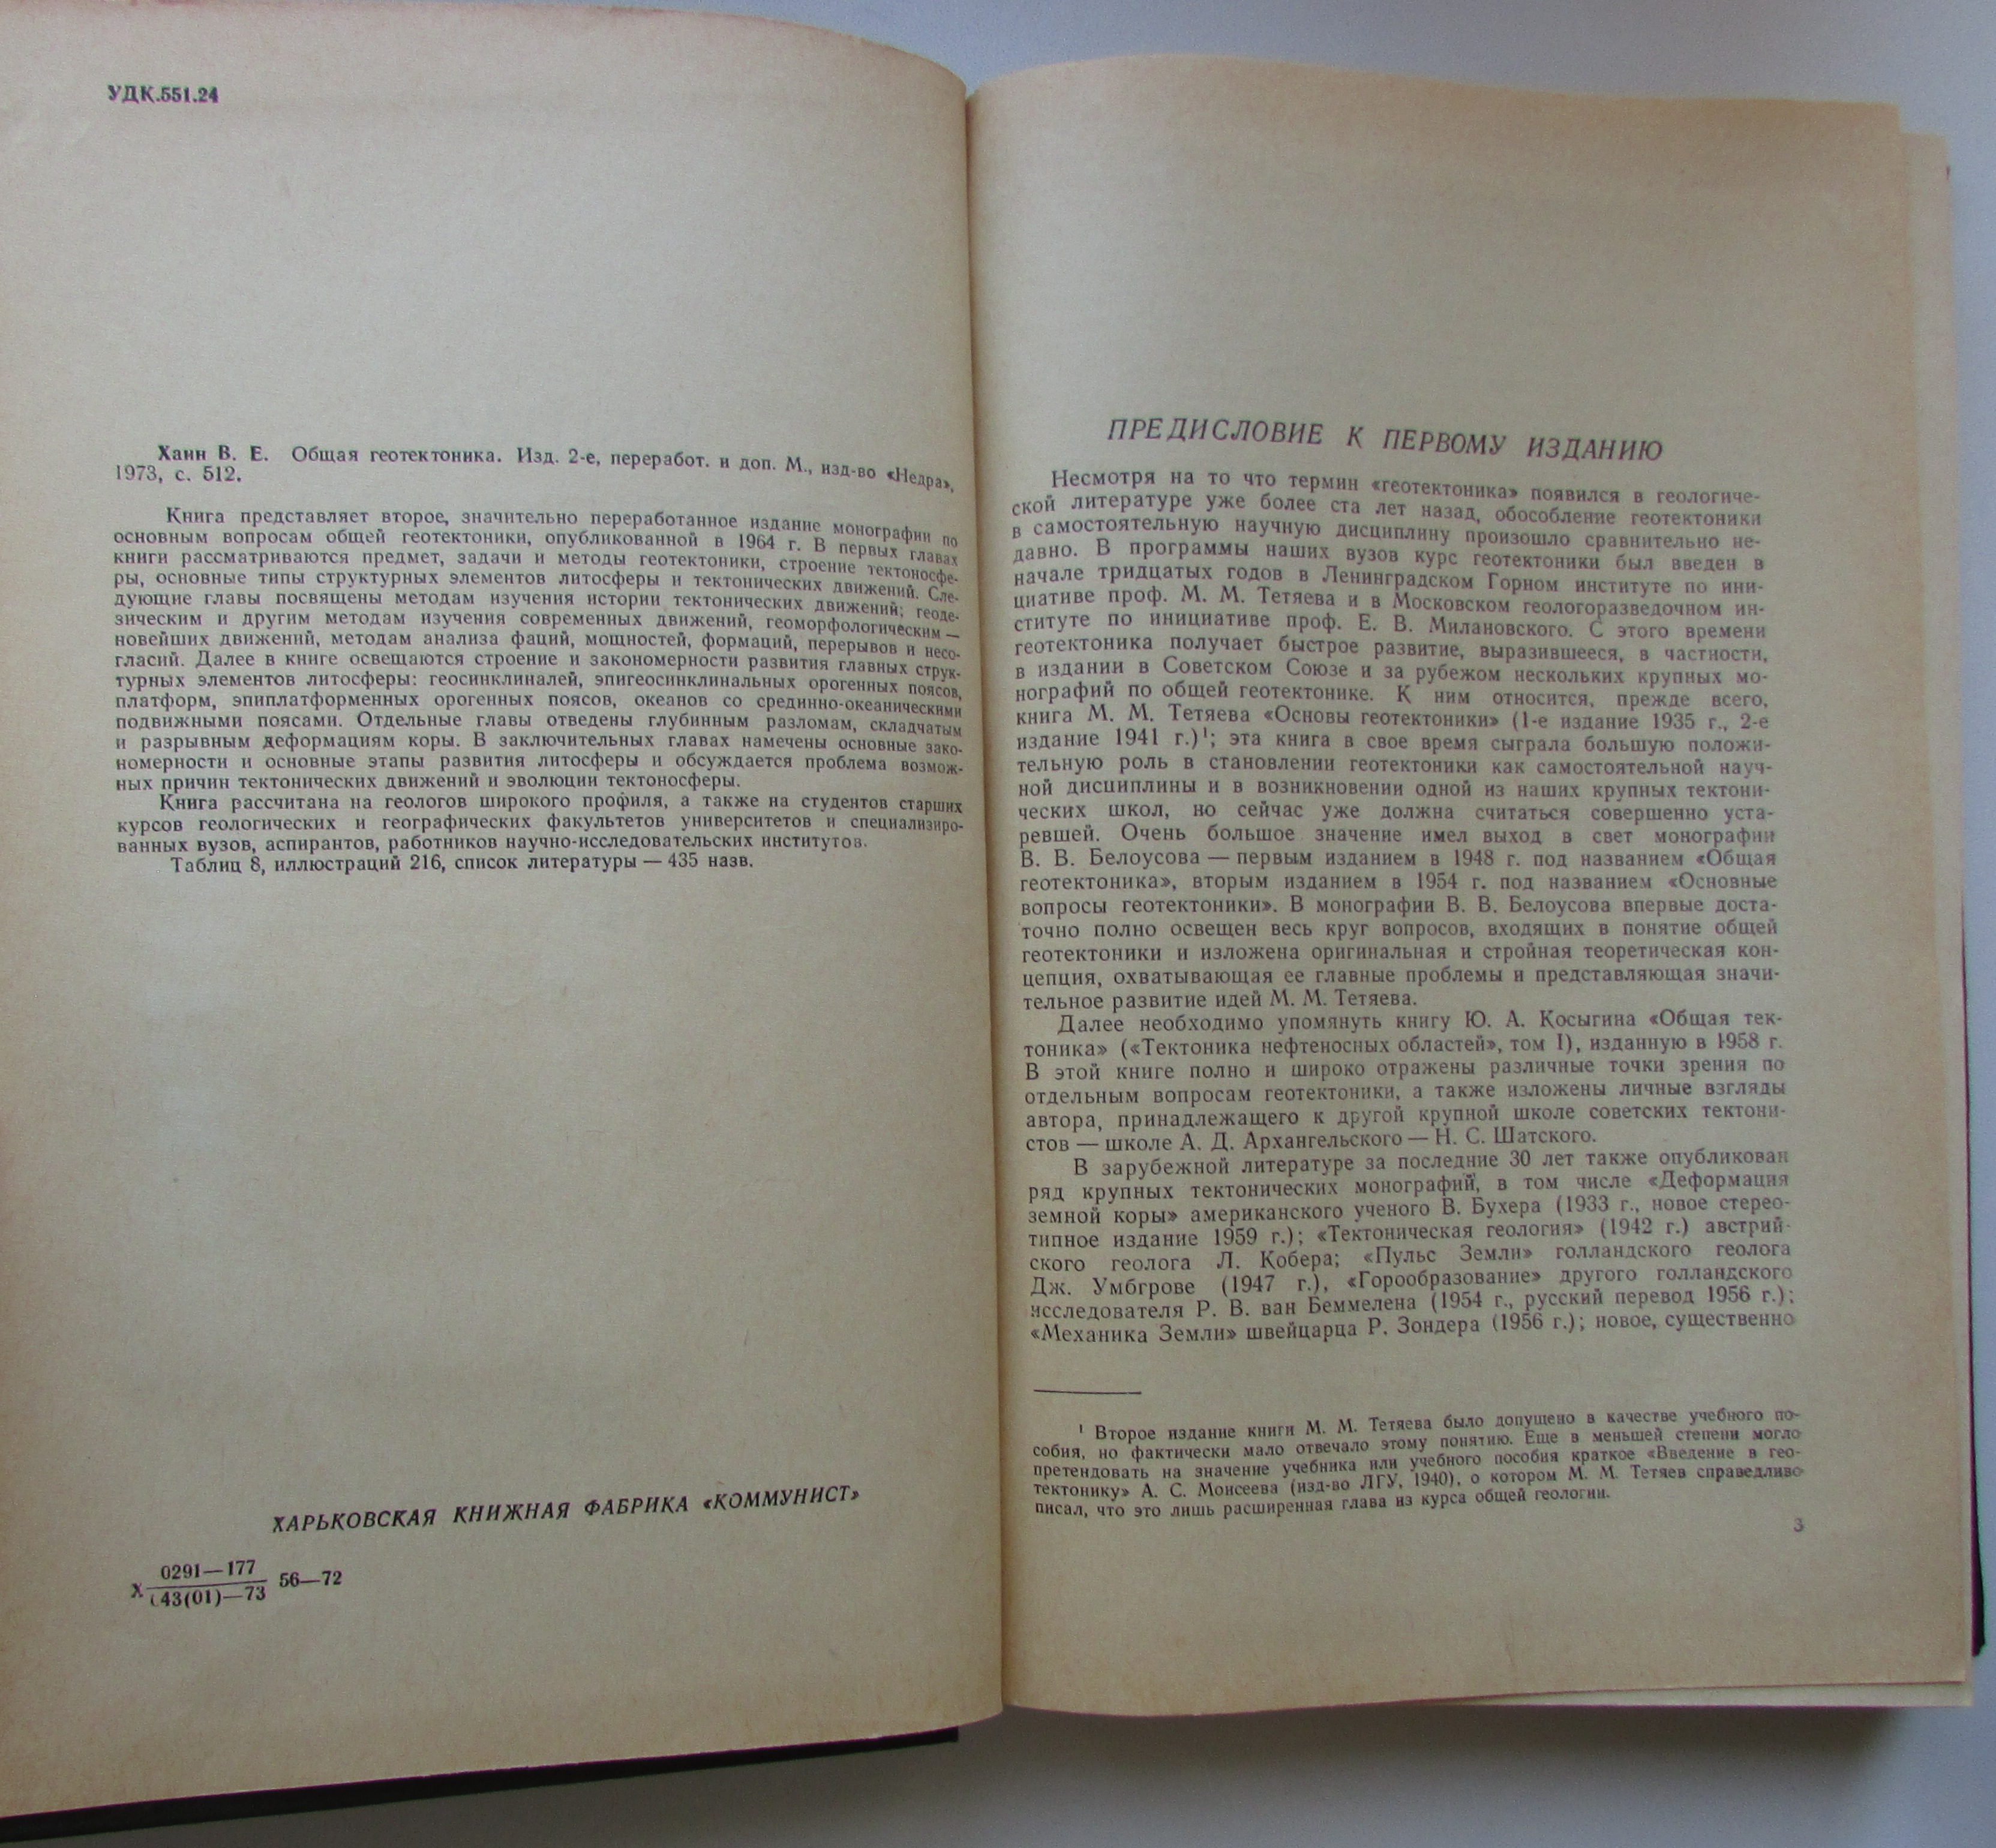 УДК.551.24
Хаин В. Е. Общая геотектоника. Изд. 2-е, переработ. и доп. М., изд-во «Недра»,
1973, с. 512.
Книга представляет второе, значительно переработанное издание монографии по
основным вопросам общей геотектоники, опубликованной в 1964 г. В первых главах
книги рассматриваются предмет, задачи и методы геотектоники, строение тектоносфе-
ры, основные типы структурных элементов литосферы и тектонических движений. Сле-
дующие главы посвящены методам изучения истории тектонических движений; геоде-
зическим и другим методам изучения современных движений, геоморфологическим —
новейших движений, методам анализа фаций, мощностей, формаций, перерывов и несо-
гласий. Далее в книге освещаются строение и закономерности развития главных струк-
турных элементов литосферы: геосинклиналей, эпигеосинклинальных орогенных поясов,
платформ, эпиплатформенных орогенных поясов, океанов со срединно-океаническими
подвижными поясами. Отдельные главы отведены глубинным разломам, складчатым
и разрывным деформациям коры. В заключительных главах намечены основные зако-
номерности и основные этапы развития литосферы и обсуждается проблема возмож-
ных причин тектонических движений и эволюции тектоносферы.
Книга рассчитана на геологов широкого профиля, а также на студентов старших
курсов геологических и географических факультетов университетов и специализиро-
ванных вузов, аспирантов, работников научно-исследовательских институтов.
Таблиц 8, иллюстраций 216, список литературы — 435 назв.
ХАРЬКОВСКАЯ КНИЖНАЯ ФАБРИКА «КОММУНИСТ»
0291—177
Х 56—72
043(01)—73
ПРЕДИСЛОВИЕ К ПЕРВОМУ ИЗДАНИЮ
Несмотря на то что термин «геотектоника» появился в геологиче-
ской литературе уже более ста лет назад, обособление геотектоники
в самостоятельную научную дисциплину произошло сравнительно не-
давно. В программы наших вузов курс геотектоники был введен в
начале тридцатых годов в Ленинградском Горном институте по ини-
циативе проф. М. М. Тетяева и в Московском геологоразведочном ин-
ституте по инициативе проф. Е. В. Милановского. С этого времени
геотектоника получает быстрое развитие, выразившееся, в частности,
в издании в Советском Союзе и за рубежом нескольких крупных мо-
нографий по общей геотектонике. К ним относится, прежде всего,
книга М. М. Тетяева «Основы геотектоники» (1-е издание 1935 г., 2-е
издание 1941 г.)¹; эта книга в свое время сыграла большую положи-
тельную роль в становлении геотектоники как самостоятельной науч-
ной дисциплины и в возникновении одной из наших крупных тектони-
ческих школ, но сейчас уже должна считаться совершенно уста-
ревшей. Очень большое значение имел выход в свет монографии
В. В. Белоусова — первым изданием в 1948 г. под названием «Общая
геотектоника», вторым изданием в 1954 г. под названием «Основные
вопросы геотектоники». В монографии В. В. Белоусова впервые доста-
точно полно освещен весь круг вопросов, входящих в понятие общей
геотектоники и изложена оригинальная и стройная теоретическая кон-
цепция, охватывающая ее главные проблемы и представляющая значи-
тельное развитие идей М. М. Тетяева.
Далее необходимо упомянуть книгу Ю. А. Косыгина «Общая тек-
тоника» («Тектоника нефтеносных областей», том I), изданную в 1958 г.
В этой книге полно и широко отражены различные точки зрения по
отдельным вопросам геотектоники, а также изложены личные взгляды
автора, принадлежащего к другой крупной школе советских тектони-
стов — школе А. Д. Архангельского — Н. С. Шатского.
В зарубежной литературе за последние 30 лет также опубликован
ряд крупных тектонических монографий, в том числе «Деформация
земной коры» американского ученого В. Бухера (1933 г., новое стерео-
типное издание 1959 г.); «Тектоническая геология» (1942 г.) австрий-
ского геолога Л. Кобера; «Пульс Земли» голландского геолога
Дж. Умбгрове (1947 г.), «Горообразование» другого голландского
исследователя Р. В. ван Беммелена (1954 г., русский перевод 1956 г.);
«Механика Земли» швейцарца Р. Зондера (1956 г.); новое, существенно
¹ Второе издание книги М. М. Тетяева было допущено в качестве учебного по-
собия, но фактически мало отвечало этому понятию. Еще в меньшей степени могло
претендовать на значение учебника или учебного пособия краткое «Введение в гео-
тектонику» А. С. Моисеева (изд-во ЛГУ, 1940), о котором М. М. Тетяев справедливо
писал, что это лишь расширенная глава из курса общей геологии.
3